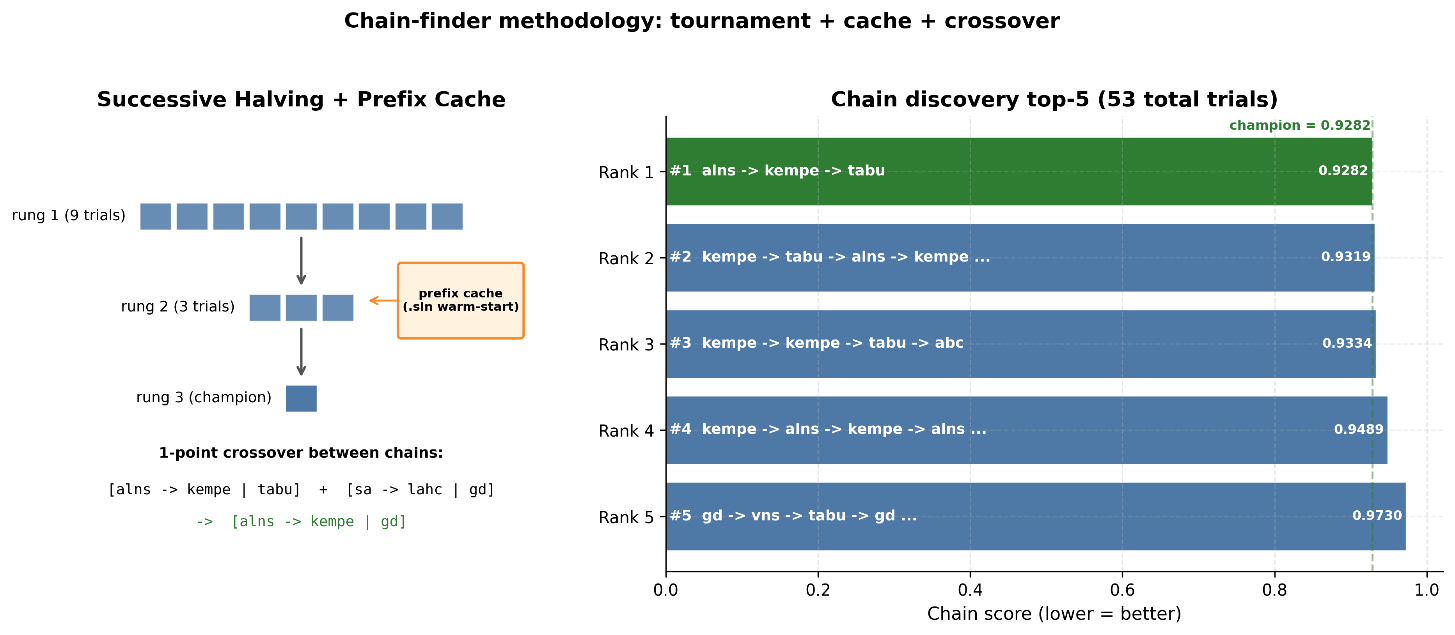 Chain-finder methodology: tournament + cache + crossover
Successive Halving + Prefix Cache
rung 1 (9 trials)
rung 2 (3 trials)
prefix cache
(.sln warm-start)
rung 3 (champion)
1-point crossover between chains:
[alns -> kempe | tabu]  +  [sa -> lahc | gd]
->  [alns -> kempe | gd]
Chain discovery top-5 (53 total trials)
champion = 0.9282
Rank 1
#1  alns -> kempe -> tabu
0.9282
Rank 2
#2  kempe -> tabu -> alns -> kempe ...
0.9319
Rank 3
#3  kempe -> kempe -> tabu -> abc
0.9334
Rank 4
#4  kempe -> alns -> kempe -> alns ...
0.9489
Rank 5
#5  gd -> vns -> tabu -> gd ...
0.9730
0.0 0.2 0.4 0.6 0.8 1.0
Chain score (lower = better)